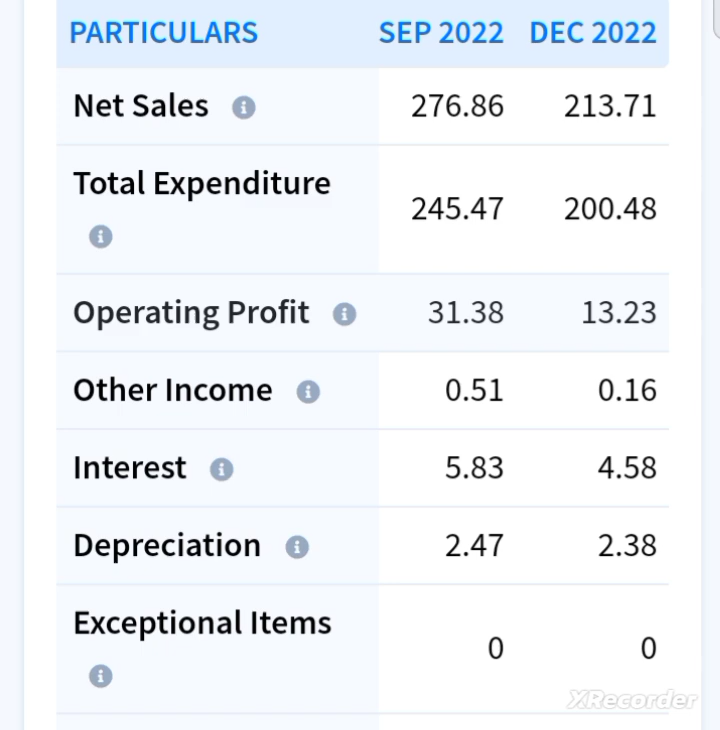 PARTICULARS SEP 2022 DEC 2022
Net Sales 276.86 213.71
Total Expenditure 245.47 200.48
Operating Profit 31.38 13.23
Other Income 0.51 0.16
Interest 5.83 4.58
Depreciation 2.47 2.38
Exceptional Items 0 0
XRecorder